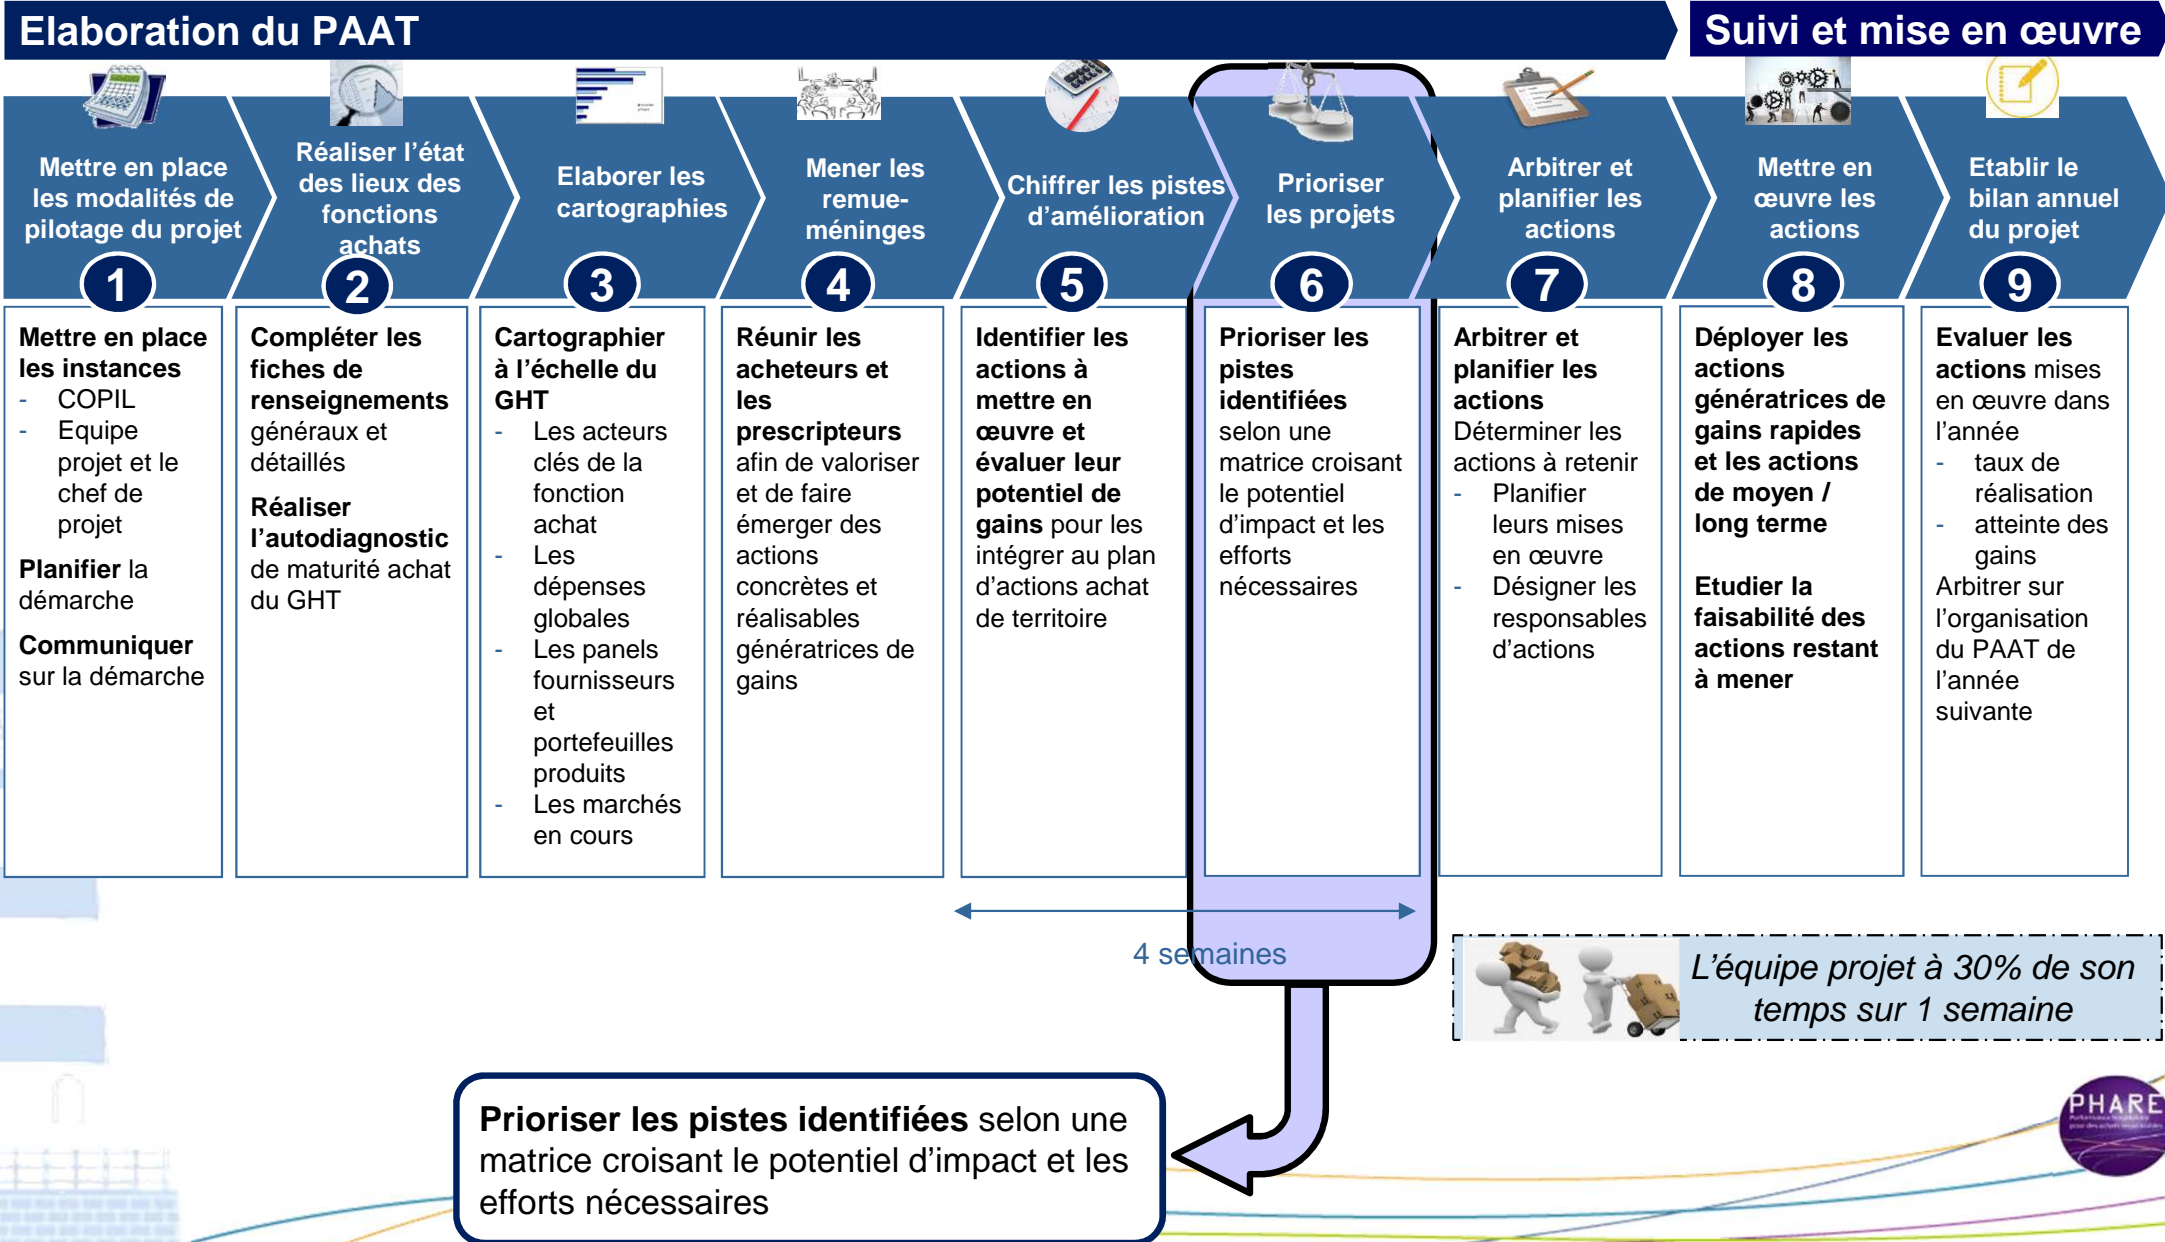 Elaboration du PAAT
Suivi et mise en œuvre
Mettre en place
les modalités de
pilotage du projet
1
Réaliser l’état
des lieux des
fonctions
achats
2
Elaborer les
cartographies
3
Mener les
remue-
méninges
4
Chiffrer les pistes
d’amélioration
5
Prioriser
les projets
6
Arbitrer et
planifier les
actions
7
Mettre en
œuvre les
actions
8
Etablir le
bilan annuel
du projet
9
Mettre en place
les instances
- COPIL
- Equipe
projet et le
chef de
projet
Planifier la
démarche
Communiquer
sur la démarche
Compléter les
fiches de
renseignements
généraux et
détaillés
Réaliser
l’autodiagnostic
de maturité achat
du GHT
Cartographier
à l’échelle du
GHT
- Les acteurs
clés de la
fonction
achat
- Les
dépenses
globales
- Les panels
fournisseurs
et
portefeuilles
produits
- Les marchés
en cours
Réunir les
acheteurs et
les
prescripteurs
afin de valoriser
et de faire
émerger des
actions
concrètes et
réalisables
génératrices de
gains
Identifier les
actions à
mettre en
œuvre et
évaluer leur
potentiel de
gains pour les
intégrer au plan
d’actions achat
de territoire
Prioriser les
pistes
identifiées
selon une
matrice croisant
le potentiel
d’impact et les
efforts
nécessaires
Arbitrer et
planifier les
actions
Déterminer les
actions à retenir
- Planifier
leurs mises
en œuvre
- Désigner les
responsables
d’actions
Déployer les
actions
génératrices de
gains rapides
et les actions
de moyen /
long terme
Etudier la
faisabilité des
actions restant
à mener
Evaluer les
actions mises
en œuvre dans
l’année
- taux de
réalisation
- atteinte des
gains
Arbitrer sur
l’organisation
du PAAT de
l’année
suivante
4 semaines
L’équipe projet à 30% de son
temps sur 1 semaine
Prioriser les pistes identifiées selon une
matrice croisant le potentiel d’impact et les
efforts nécessaires
PHARE